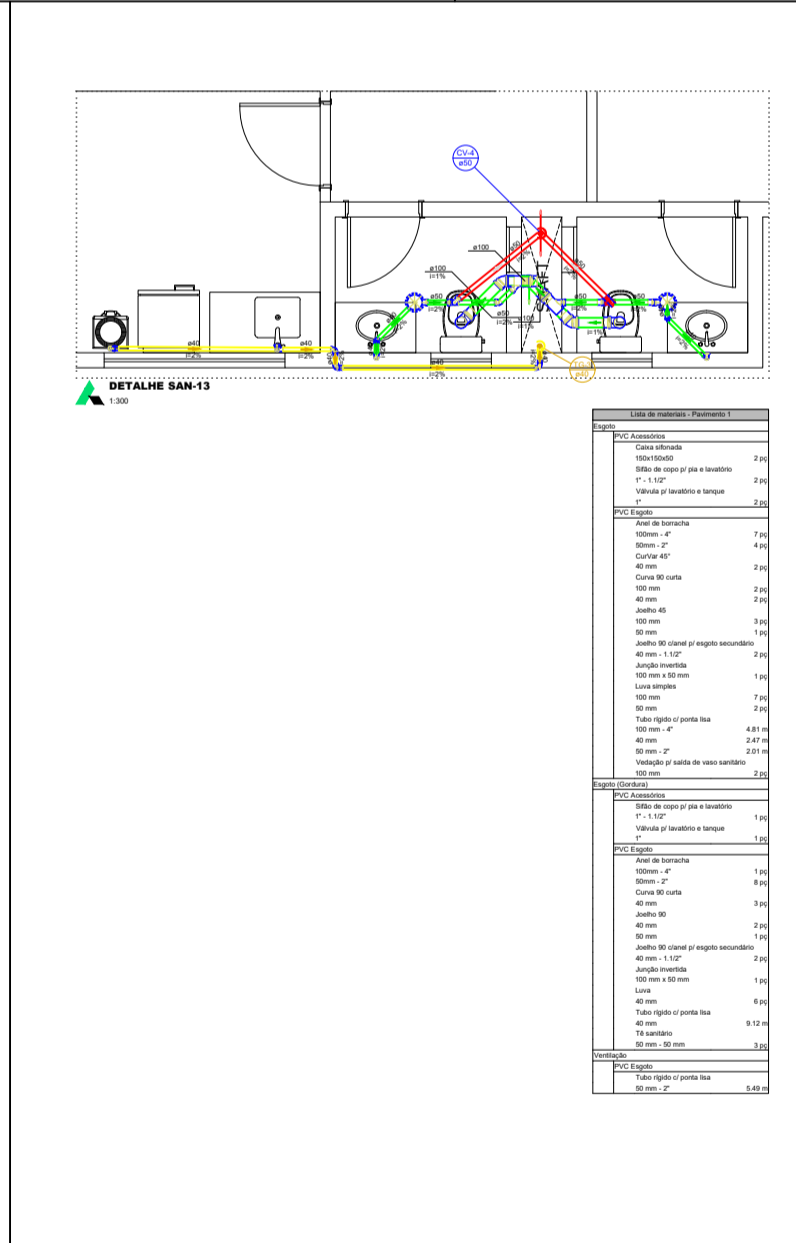 CV-4
ø50
ø100
ø50
i=2%
ø50
ø100
i=1%
ø50
i=2%
ø50
i=2%
ø50
i=2%
ø50
i=2%
i=1%
i=1%
i=2%
ø40
i=2%
ø40
i=2%
ø40
i=2%
ø40
DETALHE SAN-13
1:300
Lista de materiais - Pavimento 1
Esgoto
PVC Acessórios
Caixa sifonada
150x150x50 2 pç
Sifão de copo p/ pia e lavatório
1" - 1.1/2" 2 pç
Válvula p/ lavatório e tanque
1" 2 pç
PVC Esgoto
Anel de borracha
100mm - 4" 7 pç
50mm - 2" 4 pç
CurVar 45°
40 mm 2 pç
Curva 90 curta
100 mm 2 pç
40 mm 2 pç
Joelho 45
100 mm 3 pç
50 mm 1 pç
Joelho 90 c/anel p/ esgoto secundário
40 mm - 1.1/2" 2 pç
Junção invertida
100 mm x 50 mm 1 pç
Luva simples
100 mm 7 pç
50 mm 2 pç
Tubo rígido c/ ponta lisa
100 mm - 4" 4.81 m
40 mm 2.47 m
50 mm - 2" 2.01 m
Vedação p/ saída de vaso sanitário
100 mm 2 pç
Esgoto (Gordura)
PVC Acessórios
Sifão de copo p/ pia e lavatório
1" - 1.1/2" 1 pç
Válvula p/ lavatório e tanque
1" 1 pç
PVC Esgoto
Anel de borracha
100mm - 4" 1 pç
50mm - 2" 8 pç
Curva 90 curta
40 mm 3 pç
Joelho 90
40 mm 2 pç
50 mm 1 pç
Joelho 90 c/anel p/ esgoto secundário
40 mm - 1.1/2" 2 pç
Junção invertida
100 mm x 50 mm 1 pç
Luva
40 mm 6 pç
Tubo rígido c/ ponta lisa
40 mm 9.12 m
Tê sanitário
50 mm - 50 mm 3 pç
Ventilação
PVC Esgoto
Tubo rígido c/ ponta lisa
50 mm - 2" 5.49 m